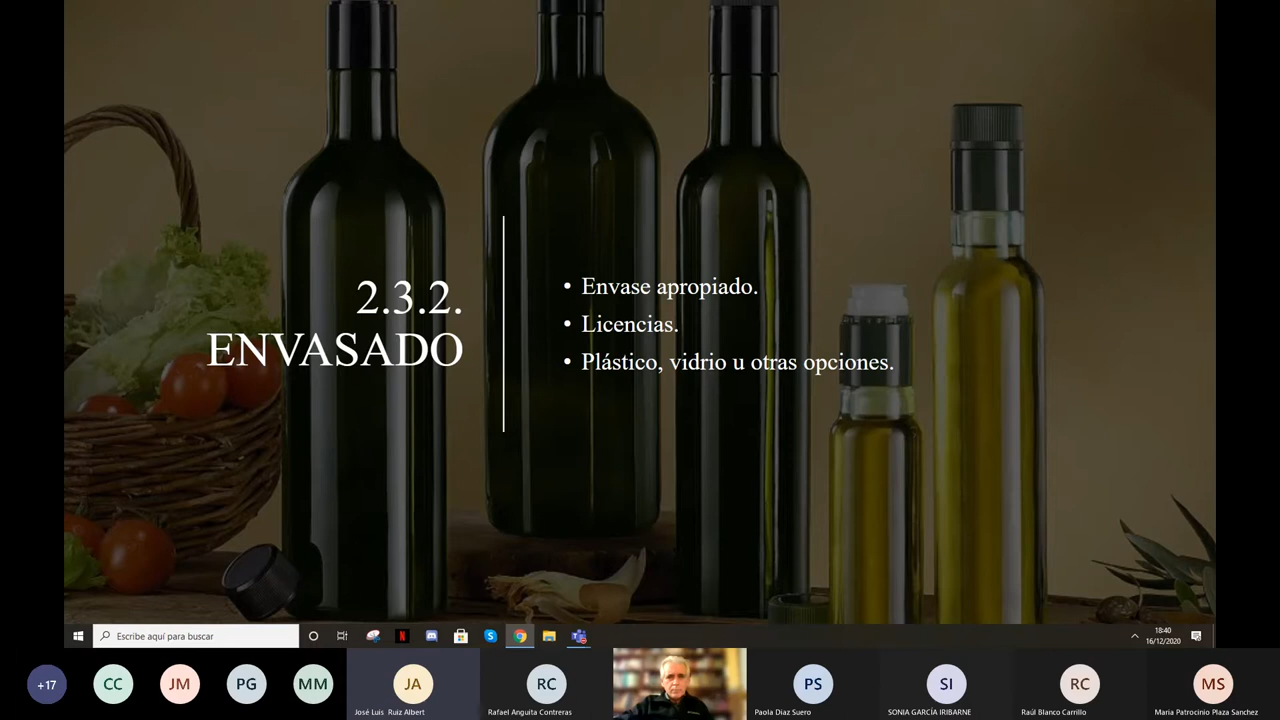 2.3.2.
ENVASADO
• Envase apropiado.
• Licencias.
• Plástico, vidrio u otras opciones.
Escribe aquí para buscar
18:40
16/12/2020
+17
CC
JM
PG
MM
JA
José Luis Ruiz Albert
RC
Rafael Anguita Contreras
PS
Paola Diaz Suero
SI
SONIA GARCÍA IRIBARNE
RC
Raúl Blanco Carrillo
MS
Maria Patrocinio Plaza Sanchez